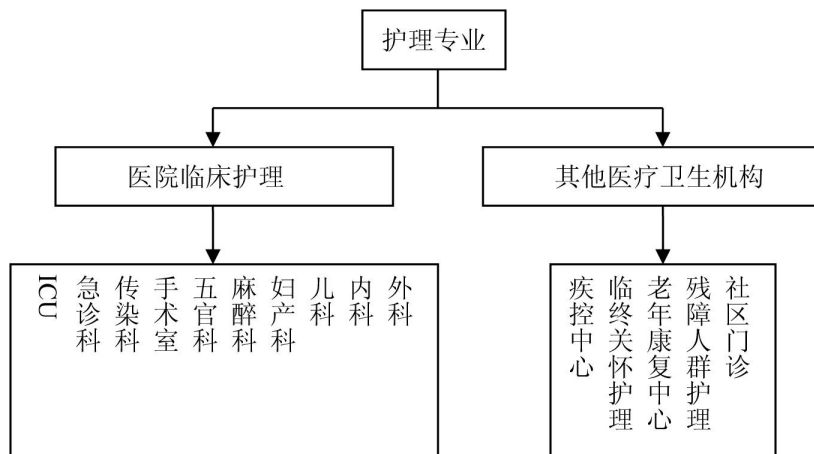 护理专业
医院临床护理
其他医疗卫生机构
ICU
急诊科
传染科
手术室
五官科
麻醉科
妇产科
儿科
内科
外科
疾控中心
临终关怀护理
老年康复中心
残障人群护理
社区门诊